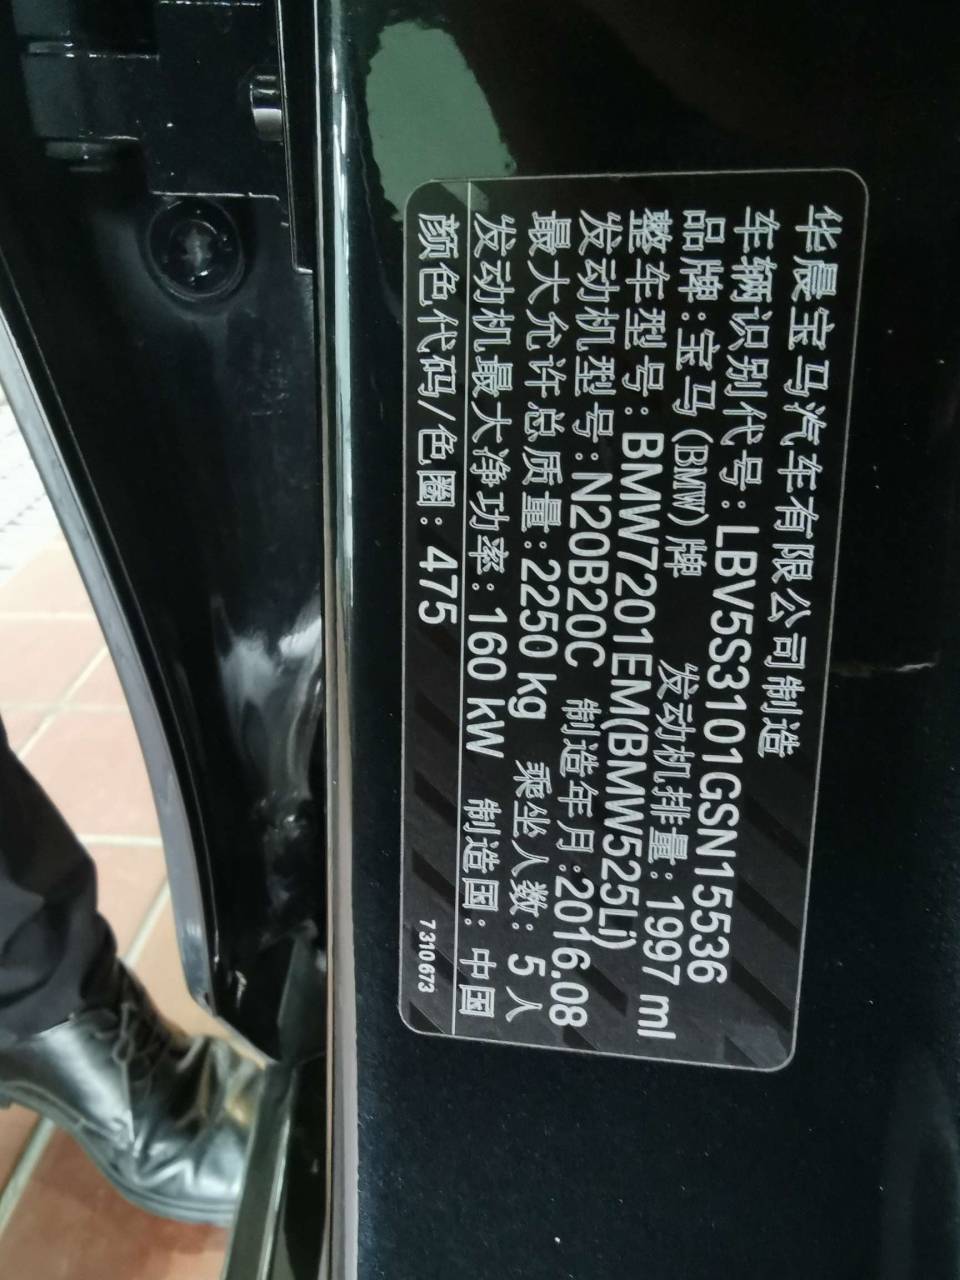 华晨宝马汽车有限公司制造
车辆识别代号：LBV5S3101GSN15536
品牌：宝马（BMW）牌 发动机排量：1997 ml
整车型号：BMW7201EM(BMW525Li)
发动机型号：N20B20C 制造年月：2016.08
最大允许总质量：2250 kg 乘坐人数：5人
发动机最大净功率：160 kW 制造国：中国
颜色代码/色圈：475 7310673